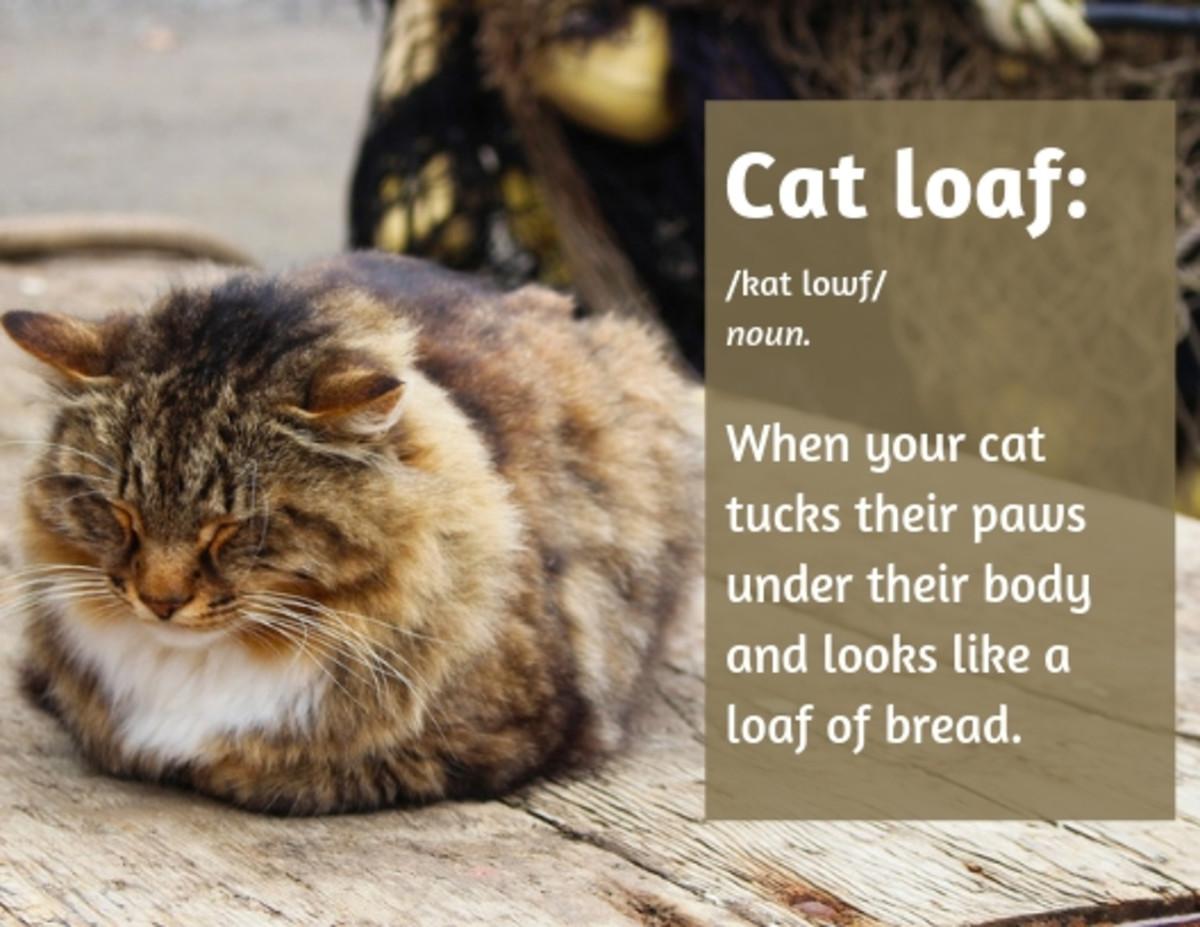 Cat loaf:
/kat lowf/
noun.
When your cat
tucks their paws
under their body
and looks like a
loaf of bread.